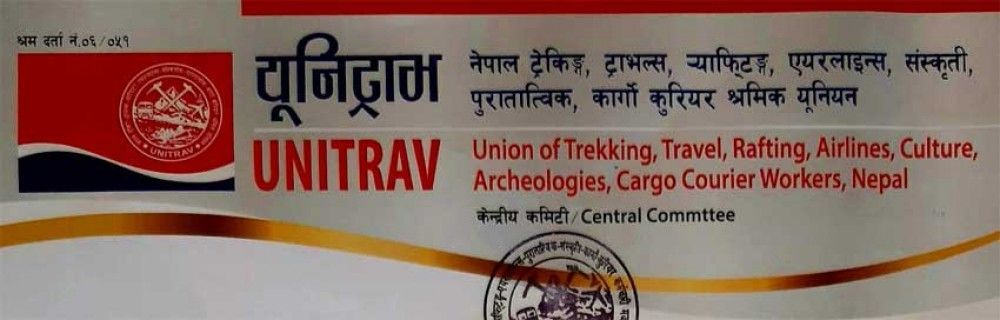 श्रम दर्ता नं.०६/०५१
यूनिट्राभ
नेपाल ट्रेकिङ्ग, ट्राभल्स, र्‍याफ्टिङ्ग, एयरलाइन्स, संस्कृती,
पुरातात्विक, कार्गो कुरियर श्रमिक यूनियन
UNITRAV
Union of Trekking, Travel, Rafting, Airlines, Culture,
Archeologies, Cargo Courier Workers, Nepal
केन्द्रीय कमिटी/Central Commttee
UNITRAV